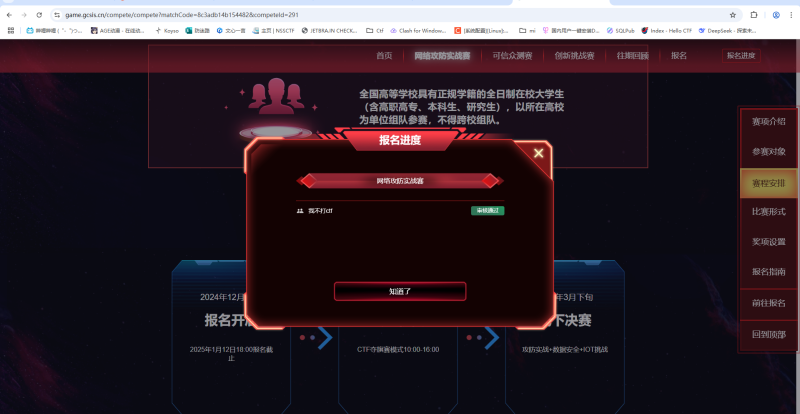 game.gcsis.cn/compete/compete?matchCode=8c3adb14b154482&competeId=291
AGE动漫 - 在线动...
Koyso
防迷路
文心一言
主页 | NSSCTF
JETBRA.IN CHECK...
Ctf
Clash for Window...
[系统配置](Linux)...
mi
国内用户一键安装D...
SQLPub
Index - Hello CTF
DeepSeek - 探索未...
首页
网络攻防实战赛
可信众测赛
创新挑战赛
往期回顾
报名
报名进度
全国高等学校具有正规学籍的全日制在校大学生
（含高职高专、本科生、研究生），以所在高校
为单位组队参赛，不得跨校组队。
报名进度
网络攻防实战赛
我不打ctf
审核通过
知道了
2024年12月
报名开
2025年1月12日18:00报名截
止
CTF夺旗赛模式10:00-16:00
年3月下旬
下决赛
攻防实战+数据安全+IOT挑战
赛项介绍
参赛对象
赛程安排
比赛形式
奖项设置
报名指南
前往报名
回到顶部